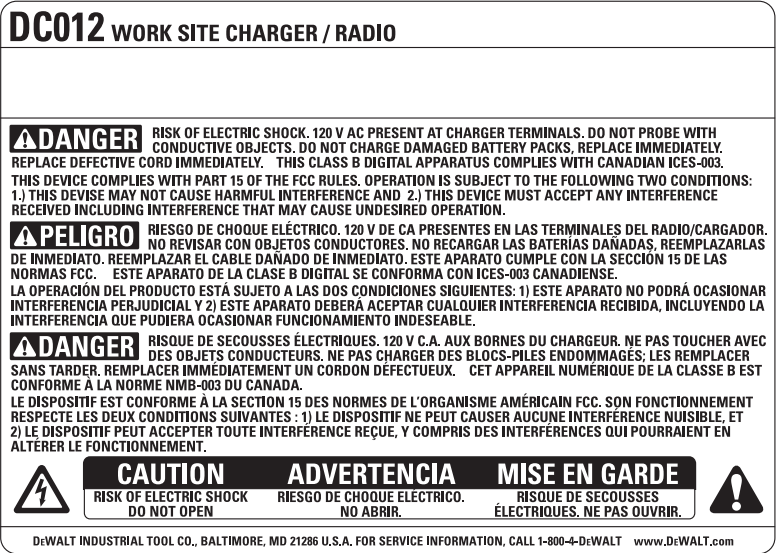 DC012 WORK SITE CHARGER / RADIO
DANGER RISK OF ELECTRIC SHOCK. 120 V AC PRESENT AT CHARGER TERMINALS. DO NOT PROBE WITH
CONDUCTIVE OBJECTS. DO NOT CHARGE DAMAGED BATTERY PACKS, REPLACE IMMEDIATELY.
REPLACE DEFECTIVE CORD IMMEDIATELY. THIS CLASS B DIGITAL APPARATUS COMPLIES WITH CANADIAN ICES-003.
THIS DEVICE COMPLIES WITH PART 15 OF THE FCC RULES. OPERATION IS SUBJECT TO THE FOLLOWING TWO CONDITIONS:
1.) THIS DEVISE MAY NOT CAUSE HARMFUL INTERFERENCE AND 2.) THIS DEVICE MUST ACCEPT ANY INTERFERENCE
RECEIVED INCLUDING INTERFERENCE THAT MAY CAUSE UNDESIRED OPERATION.
PELIGRO RIESGO DE CHOQUE ELÉCTRICO. 120 V DE CA PRESENTES EN LAS TERMINALES DEL RADIO/CARGADOR.
NO REVISAR CON OBJETOS CONDUCTORES. NO RECARGAR LAS BATERÍAS DAÑADAS, REEMPLAZARLAS
DE INMEDIATO. REEMPLAZAR EL CABLE DAÑADO DE INMEDIATO. ESTE APARATO CUMPLE CON LA SECCIÓN 15 DE LAS
NORMAS FCC. ESTE APARATO DE LA CLASE B DIGITAL SE CONFORMA CON ICES-003 CANADIENSE.
LA OPERACIÓN DEL PRODUCTO ESTÁ SUJETO A LAS DOS CONDICIONES SIGUIENTES: 1) ESTE APARATO NO PODRÁ OCASIONAR
INTERFERENCIA PERJUDICIAL Y 2) ESTE APARATO DEBERÁ ACEPTAR CUALQUIER INTERFERENCIA RECIBIDA, INCLUYENDO LA
INTERFERENCIA QUE PUDIERA OCASIONAR FUNCIONAMIENTO INDESEABLE.
DANGER RISQUE DE SECOUSSES ÉLECTRIQUES. 120 V C.A. AUX BORNES DU CHARGEUR. NE PAS TOUCHER AVEC
DES OBJETS CONDUCTEURS. NE PAS CHARGER DES BLOCS-PILES ENDOMMAGÉS; LES REMPLACER
SANS TARDER. REMPLACER IMMÉDIATEMENT UN CORDON DÉFECTUEUX. CET APPAREIL NUMÉRIQUE DE LA CLASSE B EST
CONFORME À LA NORME NMB-003 DU CANADA.
LE DISPOSITIF EST CONFORME À LA SECTION 15 DES NORMES DE L'ORGANISME AMÉRICAIN FCC. SON FONCTIONNEMENT
RESPECTE LES DEUX CONDITIONS SUIVANTES : 1) LE DISPOSITIF NE PEUT CAUSER AUCUNE INTERFÉRENCE NUISIBLE, ET
2) LE DISPOSITIF PEUT ACCEPTER TOUTE INTERFÉRENCE REÇUE, Y COMPRIS DES INTERFÉRENCES QUI POURRAIENT EN
ALTÉRER LE FONCTIONNEMENT.
CAUTION ADVERTENCIA MISE EN GARDE
RISK OF ELECTRIC SHOCK RIESGO DE CHOQUE ELÉCTRICO. RISQUE DE SECOUSSES
DO NOT OPEN NO ABRIR. ÉLECTRIQUES. NE PAS OUVRIR.
DEWALT INDUSTRIAL TOOL CO., BALTIMORE, MD 21286 U.S.A. FOR SERVICE INFORMATION, CALL 1-800-4-DEWALT www.DEWALT.com